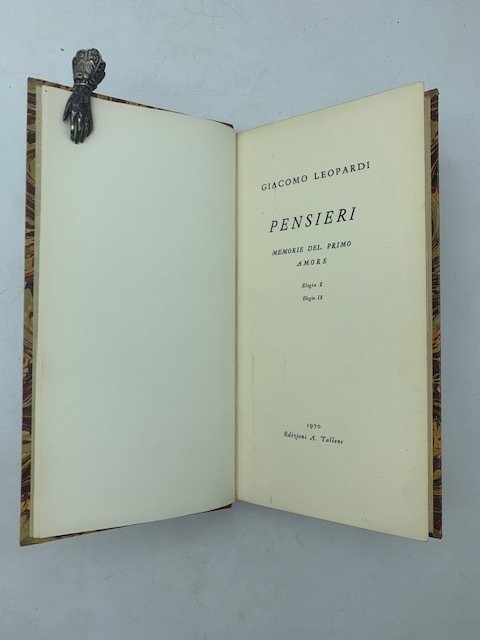 GIACOMO LEOPARDI
PENSIERI
MEMORIE DEL PRIMO
AMORE
Elegia I
Elegia II
1970
Edizioni A. Tallone